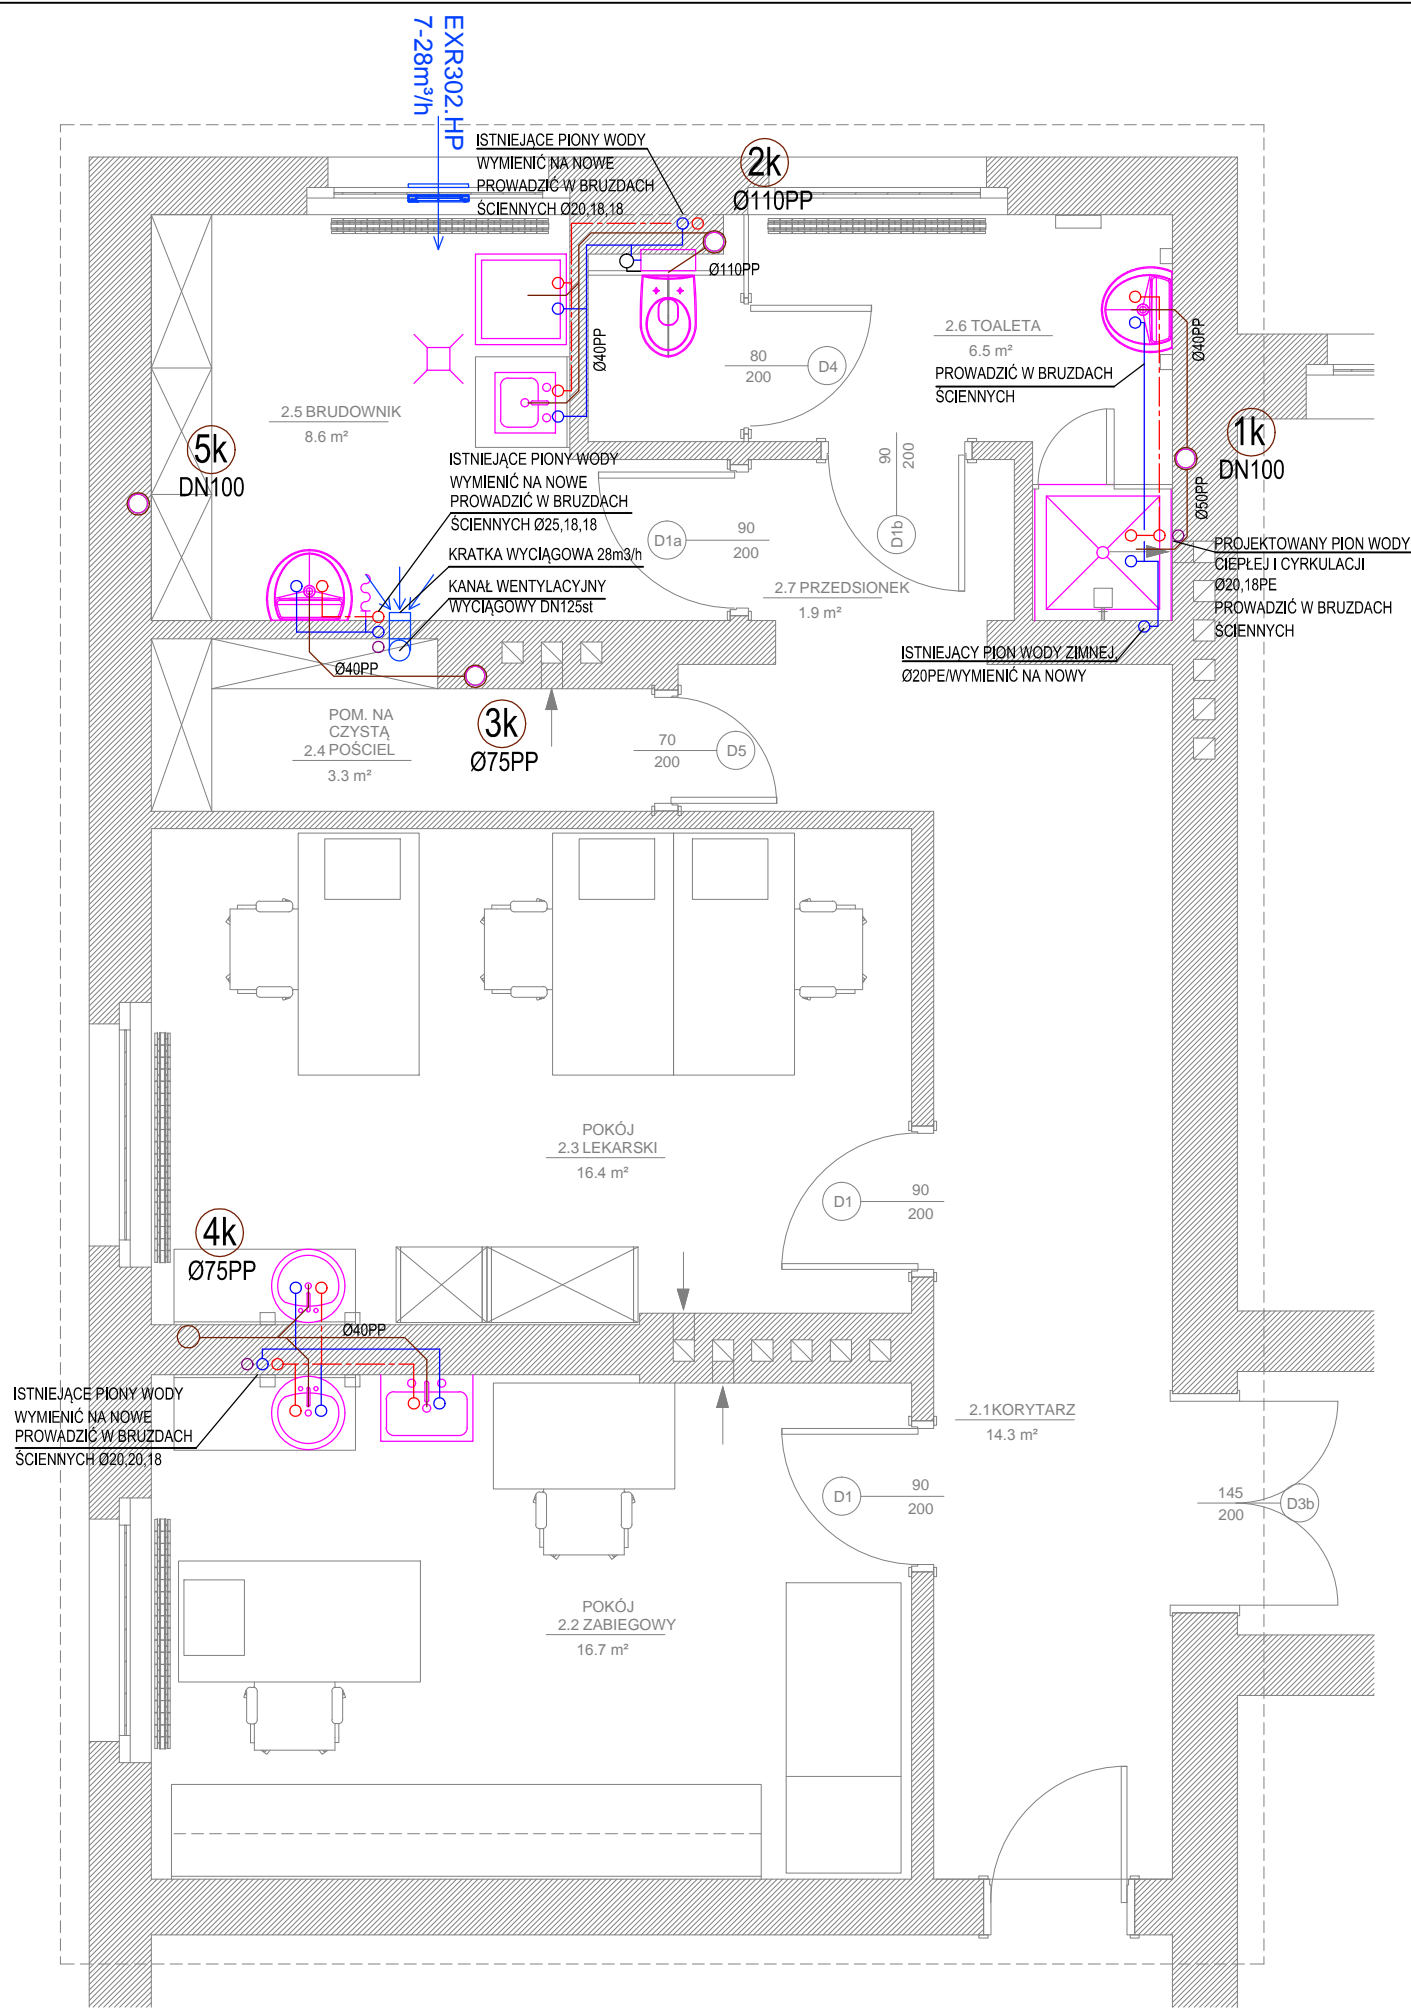 EXR302.HP
7-28m³/h
ISTNIEJĄCE PIONY WODY
WYMIENIĆ NA NOWE
PROWADZIĆ W BRUZDACH
ŚCIENNYCH Ø20,18,18
2k
Ø110PP
Ø110PP
Ø40PP
80
200
D4
2.6 TOALETA
6.5 m²
PROWADZIĆ W BRUZDACH
ŚCIENNYCH
Ø40PP
2.5 BRUDOWNIK
8.6 m²
5k
DN100
1k
DN100
Ø50PP
ISTNIEJĄCE PIONY WODY
WYMIENIĆ NA NOWE
PROWADZIĆ W BRUZDACH
ŚCIENNYCH Ø25,18,18
KRATKA WYCIĄGOWA 28m3/h
KANAŁ WENTYLACYJNY
WYCIĄGOWY DN125st
D1a
90
200
90
200
D1b
2.7 PRZEDSIONEK
1.9 m²
PROJEKTOWANY PION WODY
CIEPŁEJ I CYRKULACJI
Ø20,18PE
PROWADZIĆ W BRUZDACH
ŚCIENNYCH
ISTNIEJACY PION WODY ZIMNEJ,
Ø20PE/WYMIENIĆ NA NOWY
Ø40PP
3k
Ø75PP
POM. NA
CZYSTĄ
2.4 POŚCIEL
3.3 m²
70
200
D5
POKÓJ
2.3 LEKARSKI
16.4 m²
D1
90
200
4k
Ø75PP
Ø40PP
ISTNIEJĄCE PIONY WODY
WYMIENIĆ NA NOWE
PROWADZIĆ W BRUZDACH
ŚCIENNYCH Ø20,20,18
2.1KORYTARZ
14.3 m²
D1
90
200
145
200
D3b
POKÓJ
2.2 ZABIEGOWY
16.7 m²